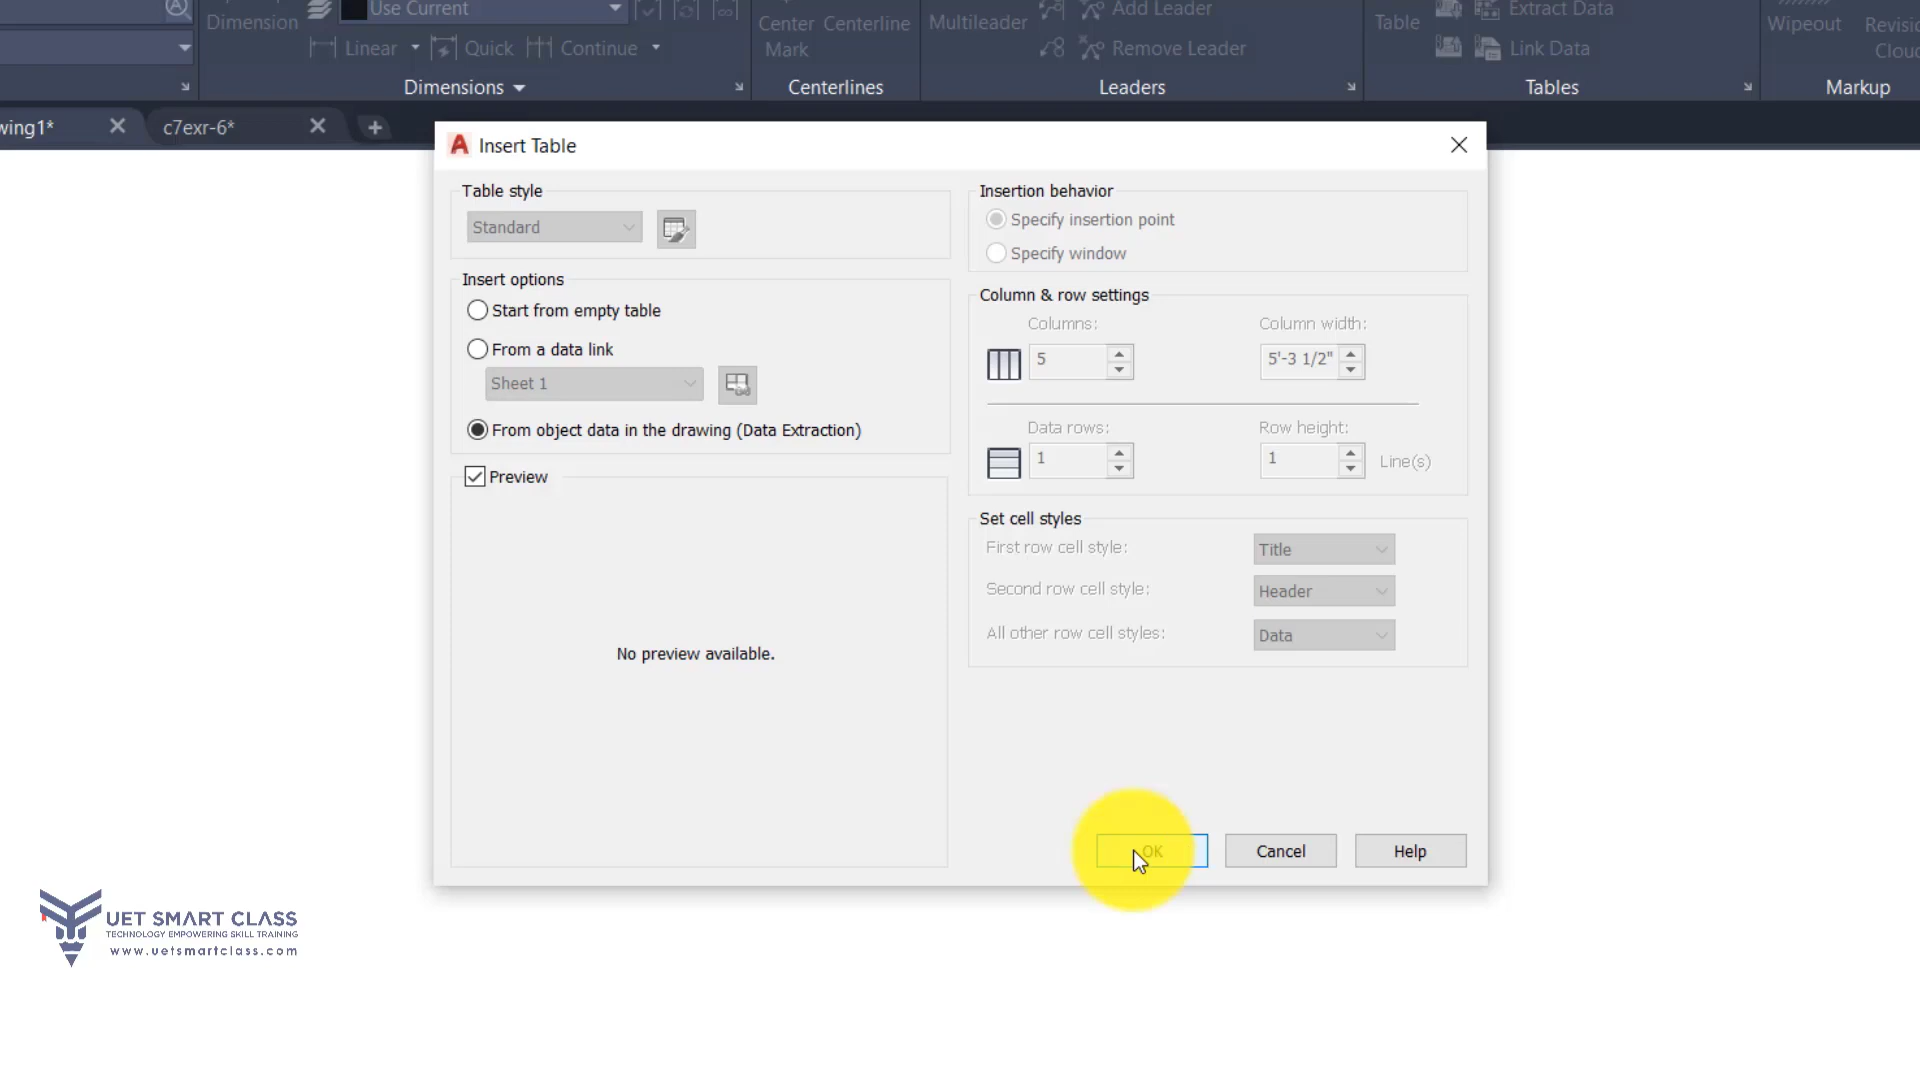 Dimension
Use Current
Linear
Quick
Continue
Dimensions
Center
Mark
Centerline
Centerlines
Multileader
Add Leader
Remove Leader
Leaders
Table
Extract Data
Link Data
Tables
Wipeout
Cloud
Markup
wing1*
c7exr-6*
Insert Table
Table style
Standard
Insert options
Start from empty table
From a data link
Sheet 1
From object data in the drawing (Data Extraction)
Preview
No preview available.
Insertion behavior
Specify insertion point
Specify window
Column & row settings
Columns:
Column width:
5
5'-3 1/2"
Data rows:
Row height:
1
1
Line(s)
Set cell styles
First row cell style:
Title
Second row cell style:
Header
All other row cell styles:
Data
OK
Cancel
Help
UET SMART CLASS
TECHNOLOGY EMPOWERING SKILL TRAINING
www.uetsmartclass.com